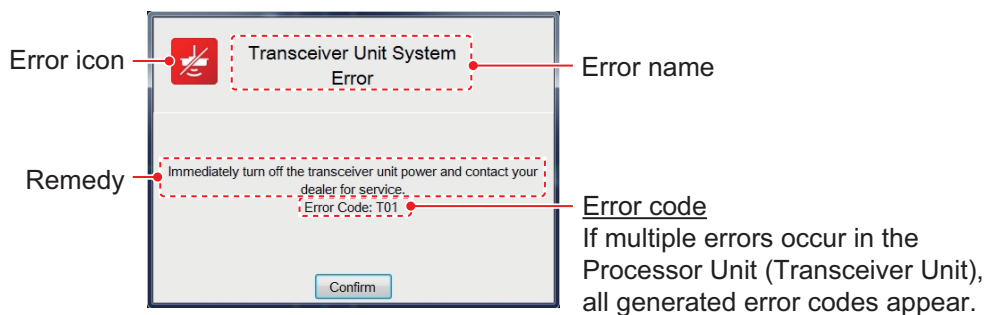 Error icon
Transceiver Unit System
Error
Error name
Remedy
Immediately turn off the transceiver unit power and contact your
dealer for service.
Error Code: T01
Error code
If multiple errors occur in the
Processor Unit (Transceiver Unit),
all generated error codes appear.
Confirm